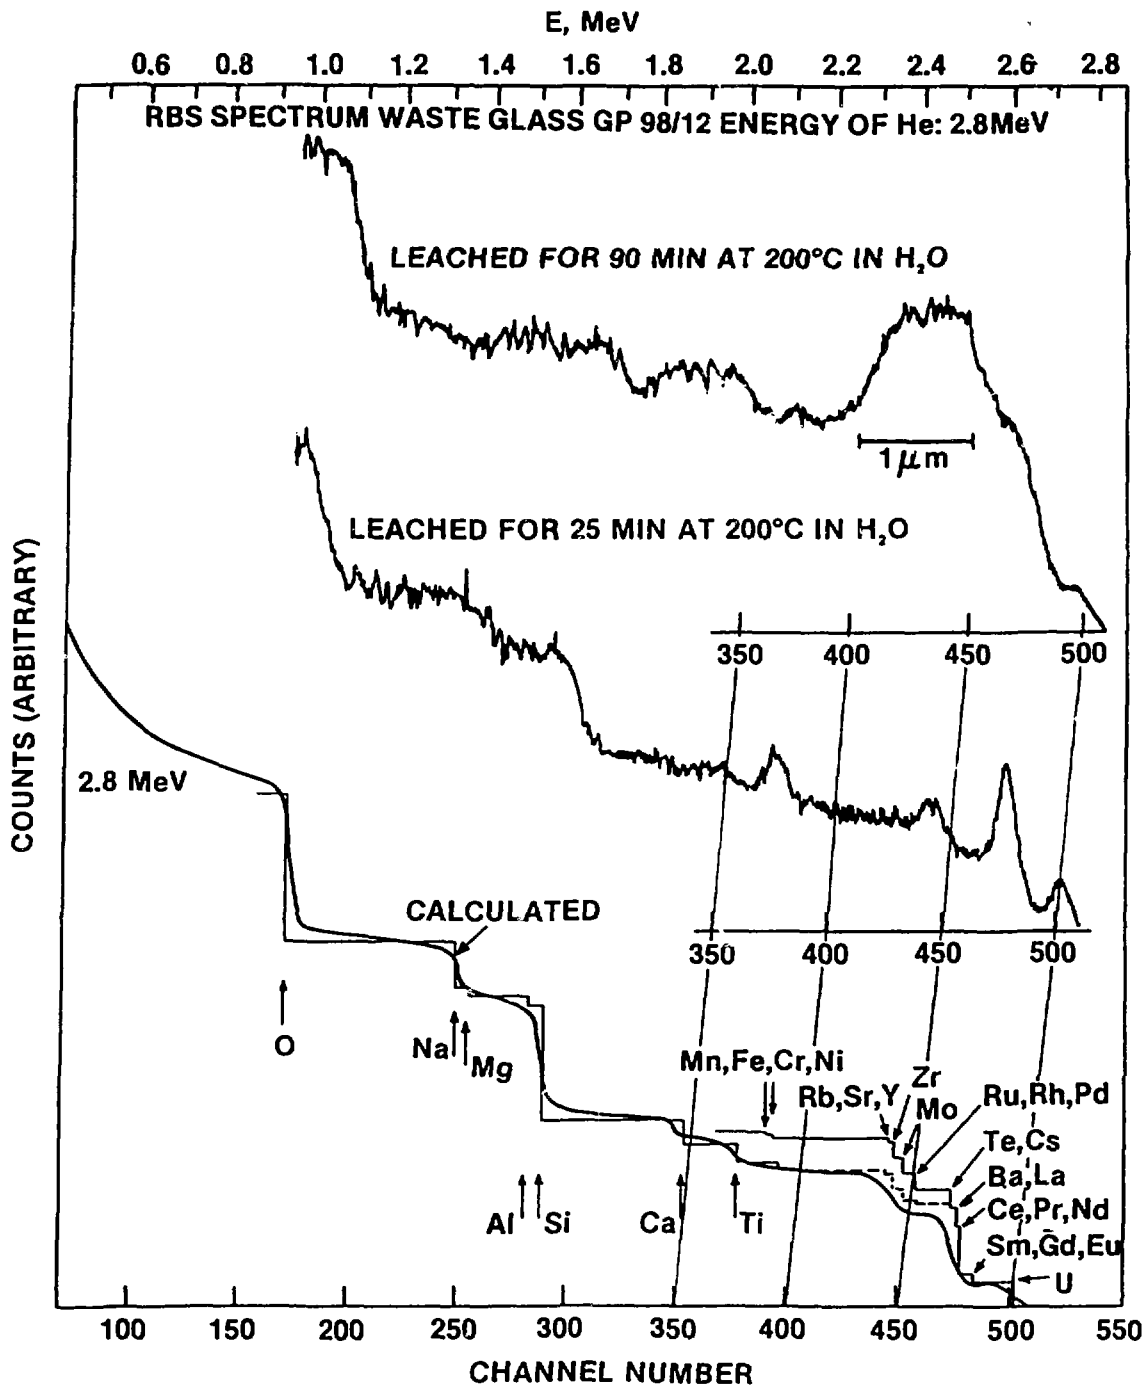 E, MeV
0.6 0.8 1.0 1.2 1.4 1.6 1.8 2.0 2.2 2.4 2.6 2.8
RBS SPECTRUM WASTE GLASS GP 98/12 ENERGY OF He: 2.8MeV
LEACHED FOR 90 MIN AT 200°C IN H₂O
1μm
LEACHED FOR 25 MIN AT 200°C IN H₂O
350 400 450 500
COUNTS (ARBITRARY)
2.8 MeV
CALCULATED
350 400 450 500
O
Na
Mg
Mn,Fe,Cr,Ni
Rb,Sr,Y
Zr
Mo
Ru,Rh,Pd
Te,Cs
Ba,La
Ce,Pr,Nd
Sm,Gd,Eu
U
Al
Si
Ca
Ti
100 150 200 250 300 350 400 450 500 550
CHANNEL NUMBER